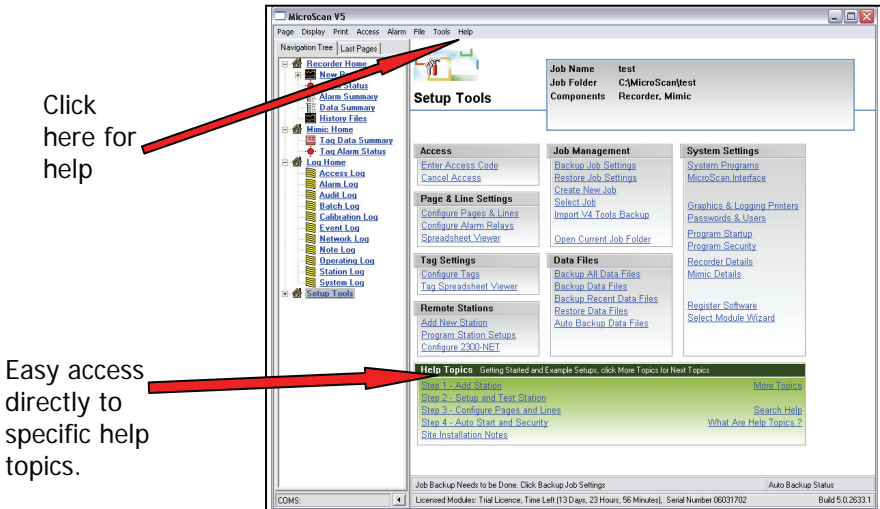 MicroScan V5
Page Display Print Access Alarm File Tools Help
Navigation Tree Last Pages
Recorder Home
Alarm Summary
Data Summary
History Files
Mimic Home
Tag Data Summary
Tag Alarm Status
Log Home
Access Log
Alarm Log
Audit Log
Batch Log
Calibration Log
Event Log
Network Log
Note Log
Operating Log
Station Log
System Log
Setup Tools
Click
here for
help
Easy access
directly to
specific help
topics.
Setup Tools
Job Name test
Job Folder C:\MicroScan\test
Components Recorder, Mimic
Access
Enter Access Code
Cancel Access
Page & Line Settings
Configure Pages & Lines
Configure Alarm Relays
Spreadsheet Viewer
Tag Settings
Configure Tags
Tag Spreadsheet Viewer
Remote Stations
Add New Station
Program Station Setups
Configure 2300-NET
Job Management
Backup Job Settings
Restore Job Settings
Create New Job
Select Job
Import V4 Tools Backup
Open Current Job Folder
Data Files
Backup All Data Files
Backup Data Files
Backup Recent Data Files
Restore Data Files
Auto Backup Data Files
System Settings
System Programs
MicroScan Interface
Graphics & Logging Printers
Passwords & Users
Program Startup
Program Security
Recorder Details
Mimic Details
Register Software
Select Module Wizard
Help Topics Getting Started and Example Setups, click More Topics for Next Topics
Step 1 - Add Station
Step 2 - Setup and Test Station
Step 3 - Configure Pages and Lines
Step 4 - Auto Start and Security
Site Installation Notes
More Topics
Search Help
What Are Help Topics ?
Job Backup Needs to be Done. Click Backup Job Settings
Auto Backup Status
COMS:
Licensed Modules: Trial Licence, Time Left (13 Days, 23 Hours, 56 Minutes), Serial Number 06031702
Build 5.0.2633.1